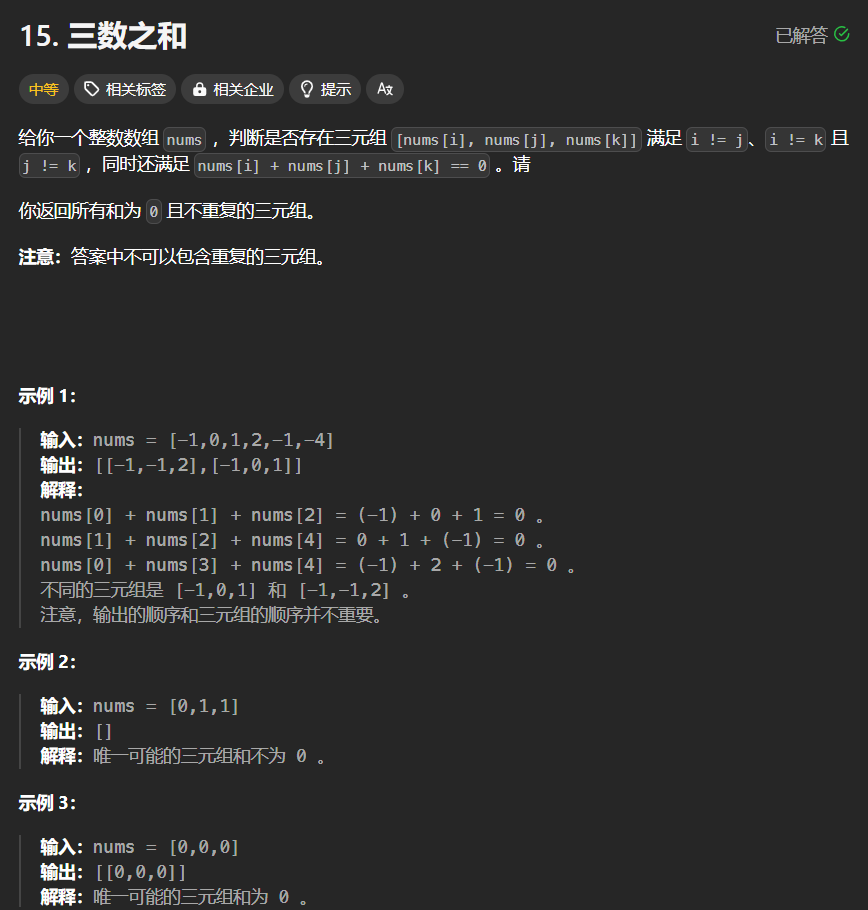 15. 三数之和
已解答
中等 相关标签 相关企业 提示
给你一个整数数组 nums ，判断是否存在三元组 [nums[i], nums[j], nums[k]] 满足 i != j、i != k 且
j != k ，同时还满足 nums[i] + nums[j] + nums[k] == 0 。请
你返回所有和为 0 且不重复的三元组。
注意：答案中不可以包含重复的三元组。
示例 1：
输入：nums = [-1,0,1,2,-1,-4]
输出：[[-1,-1,2],[-1,0,1]]
解释：
nums[0] + nums[1] + nums[2] = (-1) + 0 + 1 = 0 。
nums[1] + nums[2] + nums[4] = 0 + 1 + (-1) = 0 。
nums[0] + nums[3] + nums[4] = (-1) + 2 + (-1) = 0 。
不同的三元组是 [-1,0,1] 和 [-1,-1,2] 。
注意，输出的顺序和三元组的顺序并不重要。
示例 2：
输入：nums = [0,1,1]
输出：[]
解释：唯一可能的三元组和不为 0 。
示例 3：
输入：nums = [0,0,0]
输出：[[0,0,0]]
解释：唯一可能的三元组和为 0 。